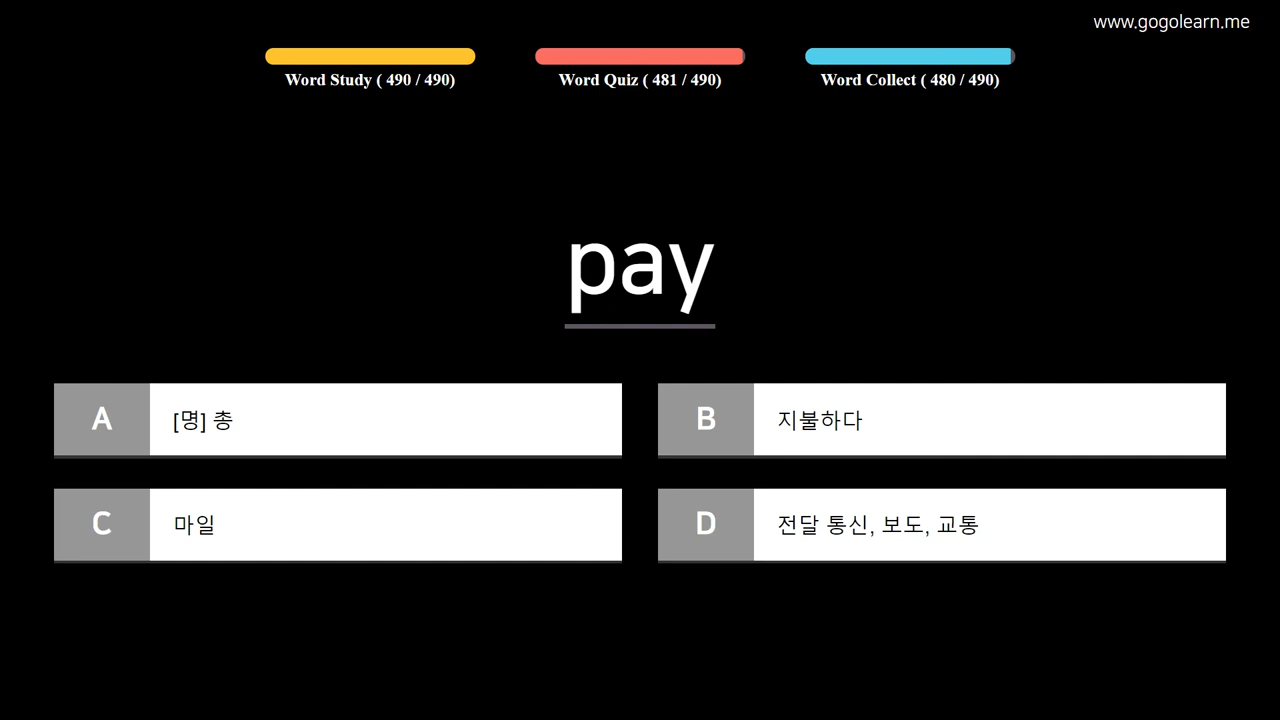 www.gogolearn.me
Word Study ( 490 / 490)
Word Quiz ( 481 / 490)
Word Collect ( 480 / 490)
pay
A
[명] 총
B
지불하다
C
마일
D
전달 통신, 보도, 교통